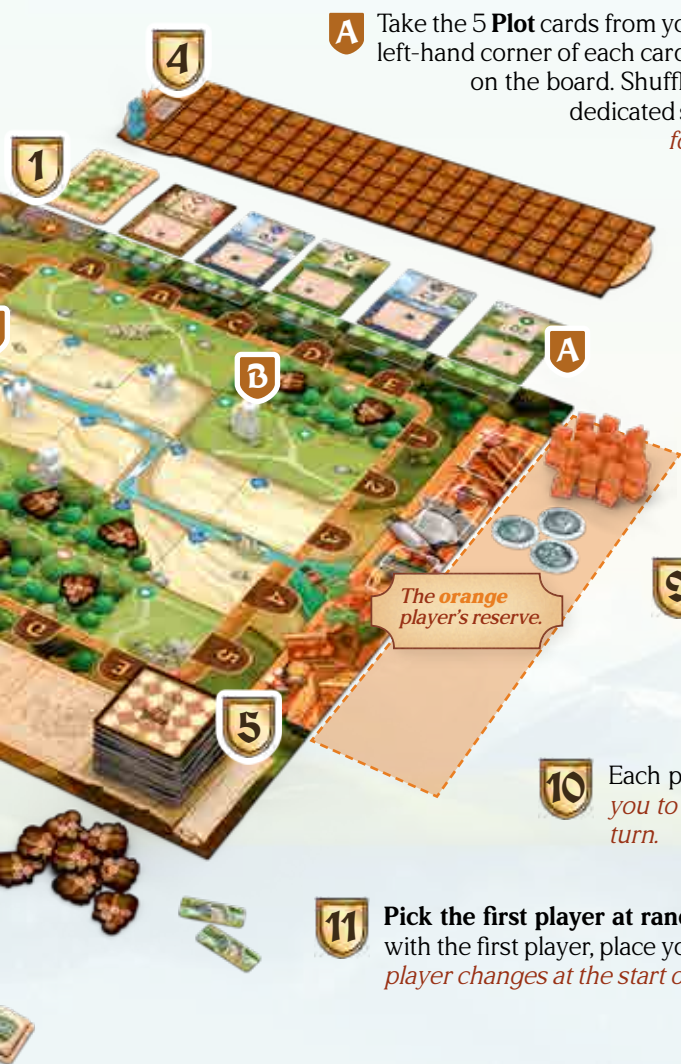 A
Take the 5 Plot cards from yo
left-hand corner of each card
on the board. Shuffl
dedicated s
fo
4
1
A
B
The orange
player's reserve.
9
5
10
Each p
you to
turn.
11
Pick the first player at rand
with the first player, place yo
player changes at the start o